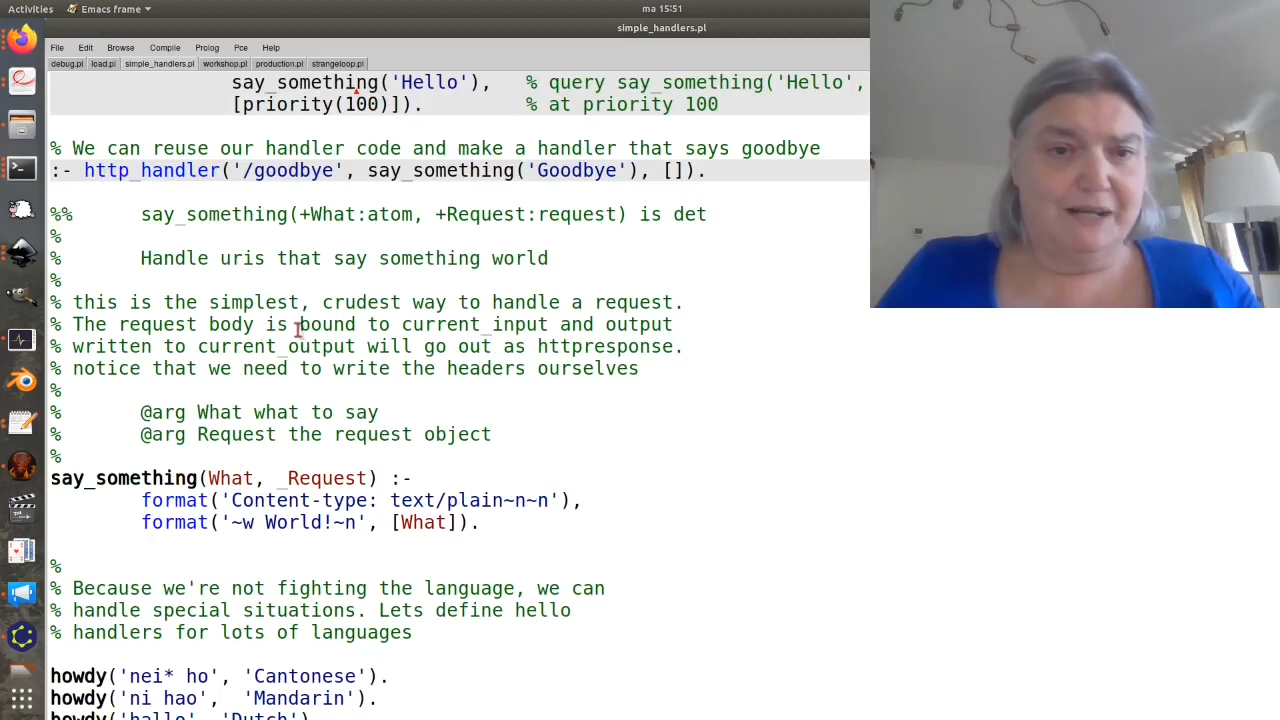 Activities
Emacs frame
ma 15:51
simple_handlers.pl
File Edit Browse Compile Prolog Pce Help
debug.pl load.pl simple_handlers.pl workshop.pl production.pl strangeloop.pl
say_something('Hello'), % query say_something('Hello',
[priority(100)]). % at priority 100
% We can reuse our handler code and make a handler that says goodbye
:- http_handler('/goodbye', say_something('Goodbye'), []).
%% say_something(+What:atom, +Request:request) is det
%
% Handle uris that say something world
%
% this is the simplest, crudest way to handle a request.
% The request body is bound to current_input and output
% written to current_output will go out as httpresponse.
% notice that we need to write the headers ourselves
%
% @arg What what to say
% @arg Request the request object
%
say_something(What, _Request) :-
format('Content-type: text/plain~n~n'),
format('~w World!~n', [What]).
%
% Because we're not fighting the language, we can
% handle special situations. Lets define hello
% handlers for lots of languages
howdy('nei* ho', 'Cantonese').
howdy('ni hao', 'Mandarin').
howdy('hallo', 'Dutch')